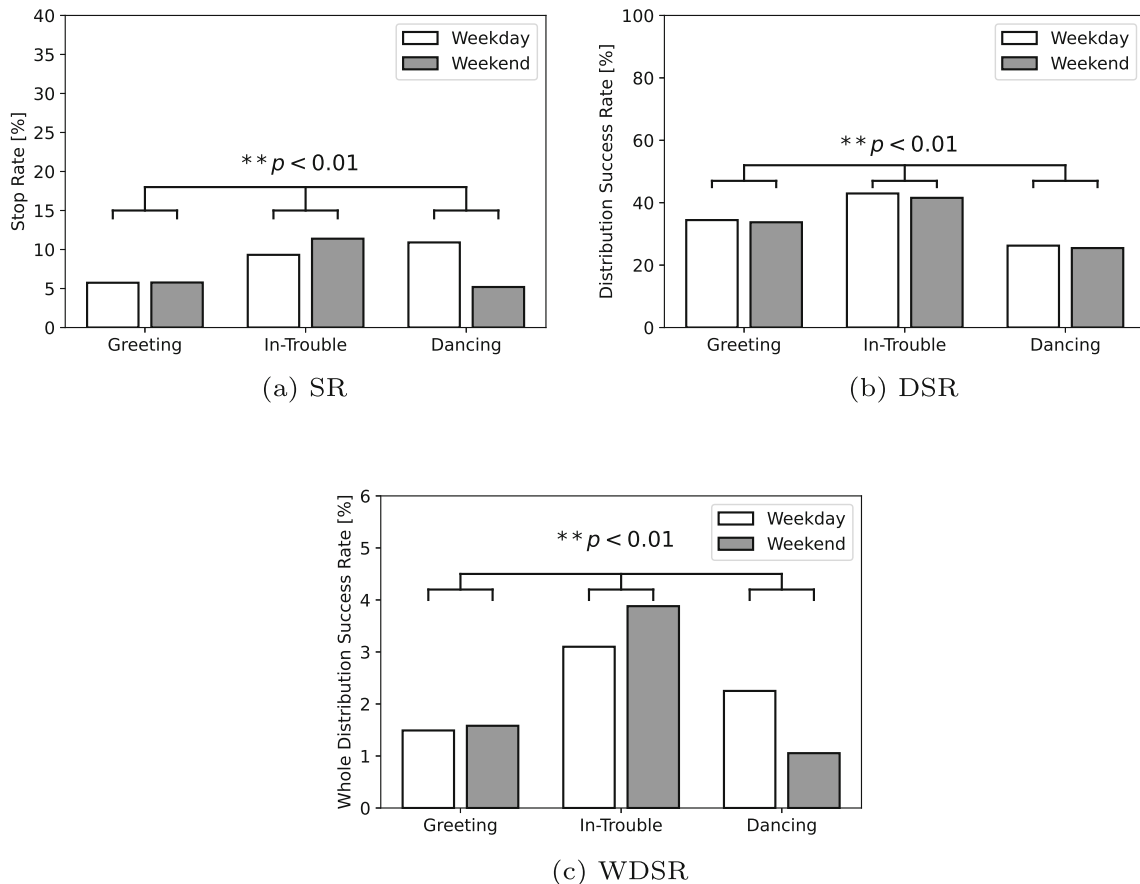 40
35
30
25
20
15
10
5
0
Stop Rate [%]
Weekday
Weekend
**p < 0.01
Greeting In-Trouble Dancing
(a) SR
100
80
60
40
20
0
Distribution Success Rate [%]
Weekday
Weekend
**p < 0.01
Greeting In-Trouble Dancing
(b) DSR
6
5
4
3
2
1
0
Whole Distribution Success Rate [%]
Weekday
Weekend
**p < 0.01
Greeting In-Trouble Dancing
(c) WDSR